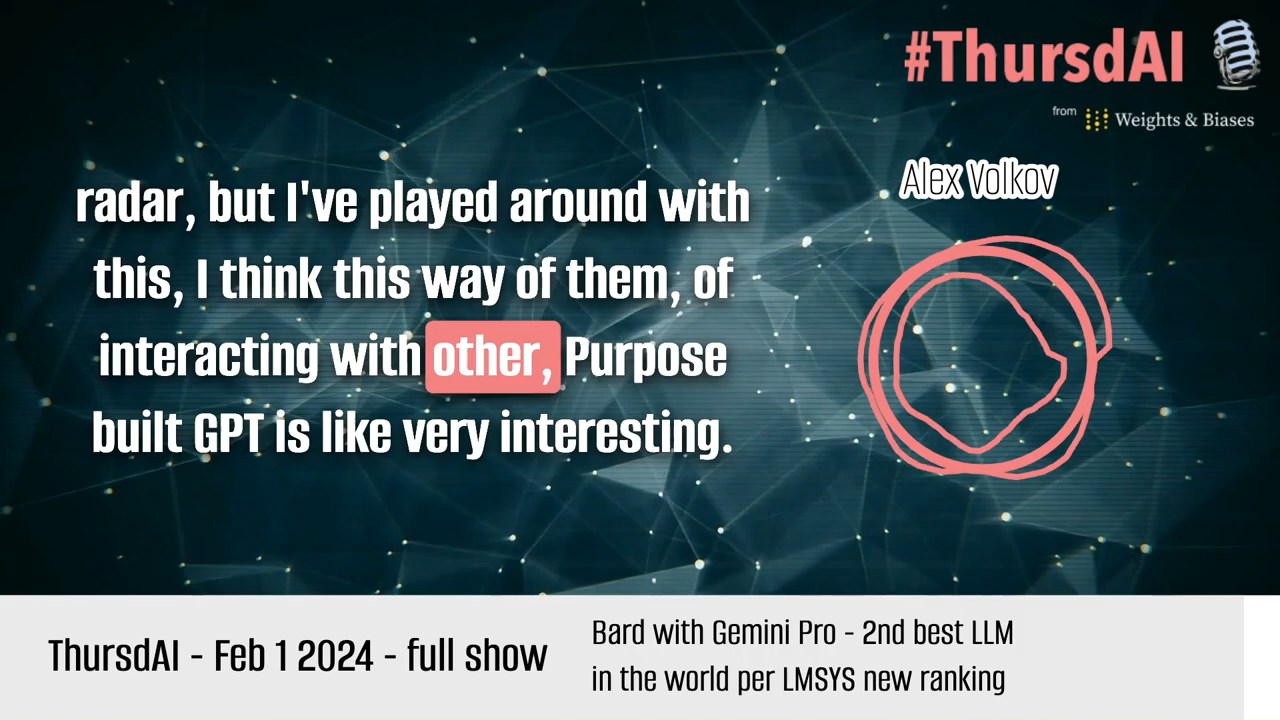 #ThursdAI
from Weights & Biases
Alex Volkov
radar, but I've played around with
this, I think this way of them, of
interacting with other, Purpose
built GPT is like very interesting.
ThursdAI - Feb 1 2024 - full show
Bard with Gemini Pro - 2nd best LLM
in the world per LMSYS new ranking